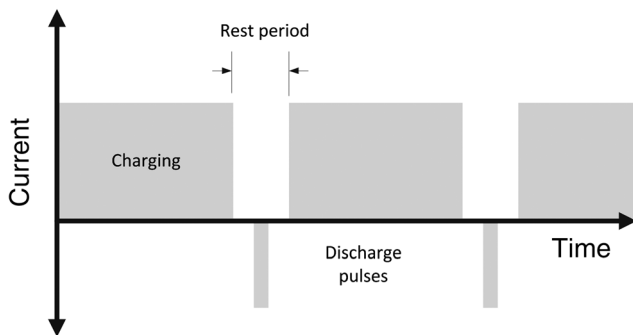 Rest period
Current
Charging
Discharge
pulses
Time